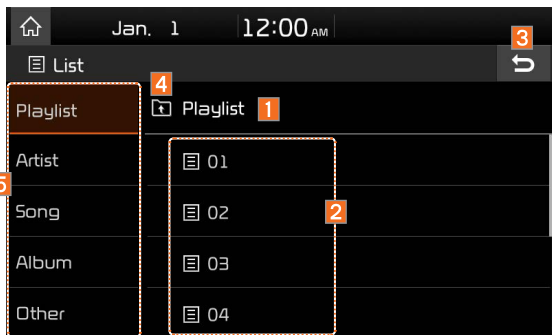 Jan. 1 12:00 AM
3
List
4
Playlist
Playlist 1
Artist
01
5
Song
02
2
Album
03
Other
04